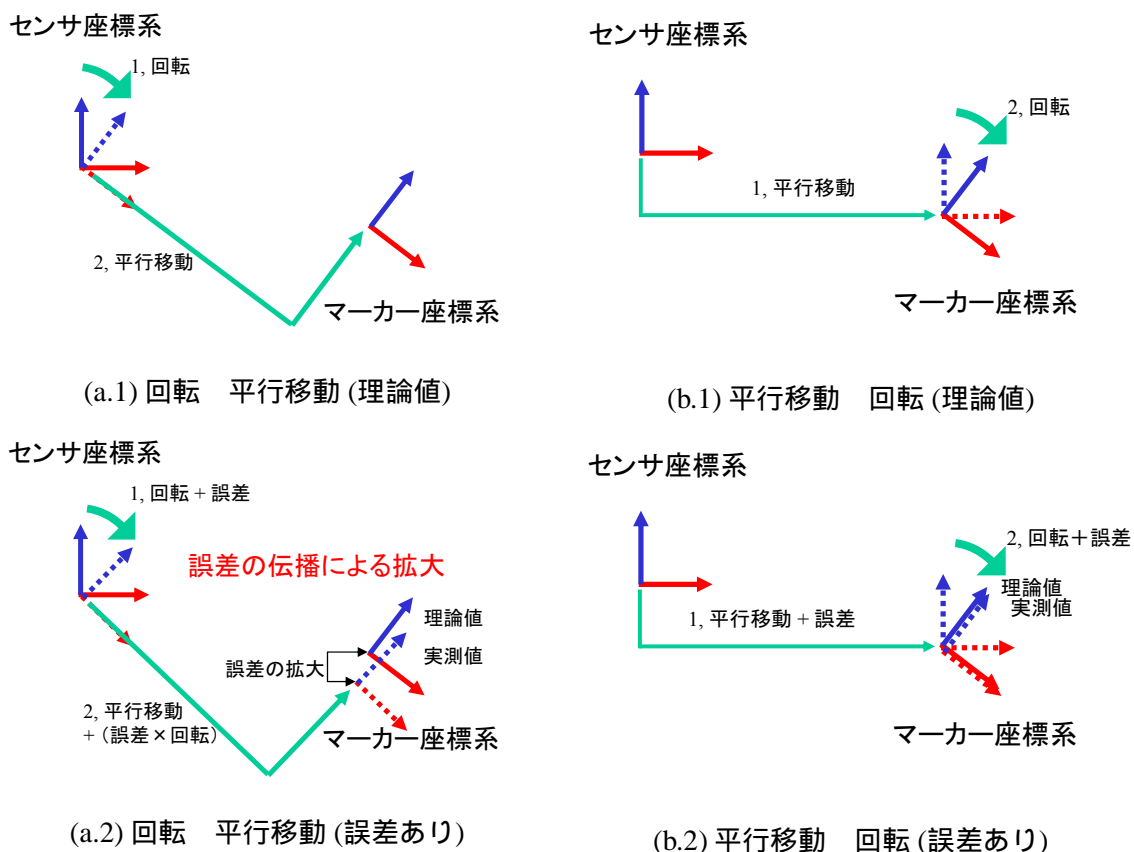 センサ座標系
1, 回転
2, 平行移動
マーカー座標系
(a.1) 回転　平行移動 (理論値)
センサ座標系
2, 回転
1, 平行移動
マーカー座標系
(b.1) 平行移動　回転 (理論値)
センサ座標系
1, 回転 + 誤差
誤差の伝播による拡大
理論値
実測値
誤差の拡大
2, 平行移動
+ (誤差×回転)
マーカー座標系
(a.2) 回転　平行移動 (誤差あり)
センサ座標系
2, 回転＋誤差
理論値
実測値
1, 平行移動 + 誤差
マーカー座標系
(b.2) 平行移動　回転 (誤差あり)